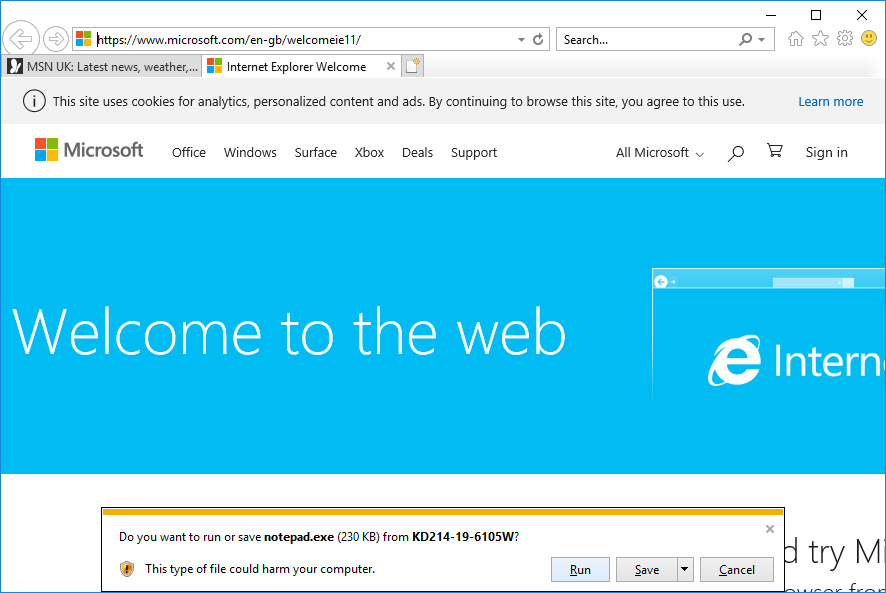 https://www.microsoft.com/en-gb/welcomeie11/
Search...
MSN UK: Latest news, weather,...
Internet Explorer Welcome
This site uses cookies for analytics, personalized content and ads. By continuing to browse this site, you agree to this use.
Learn more
Microsoft
Office Windows Surface Xbox Deals Support
All Microsoft
Sign in
Welcome to the web
Intern
Do you want to run or save notepad.exe (230 KB) from KD214-19-6105W?
This type of file could harm your computer.
Run Save Cancel
d try Mi
owser from